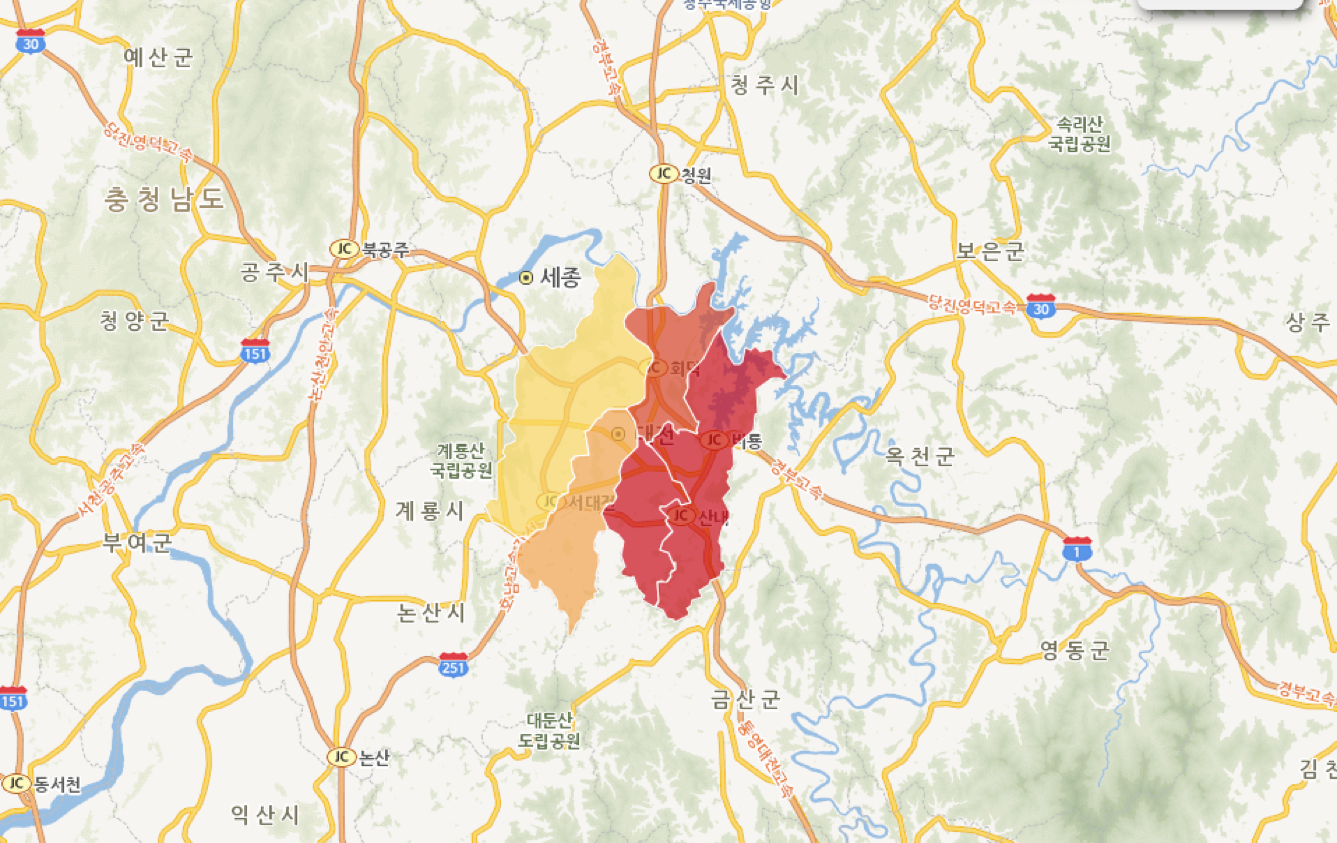 청주국제공항
30
예산군
경부고속
청주시
속리산
국립공원
당진영덕고속
충청남도
JC 청원
JC 북공주
보은군
공주시
세종
당진영덕고속
30
청양군
상주
151
논산천안고속
JC 회덕
대전
JC 비룡
계룡산
국립공원
옥천군
서천공주고속
경부고속
JC 서대전
계룡시
JC 산내
부여군
1
호남고속
논산시
영동군
251
151
금산군
경부고속
대둔산
도립공원
통영대전고속
JC 논산
JC 동서천
익산시